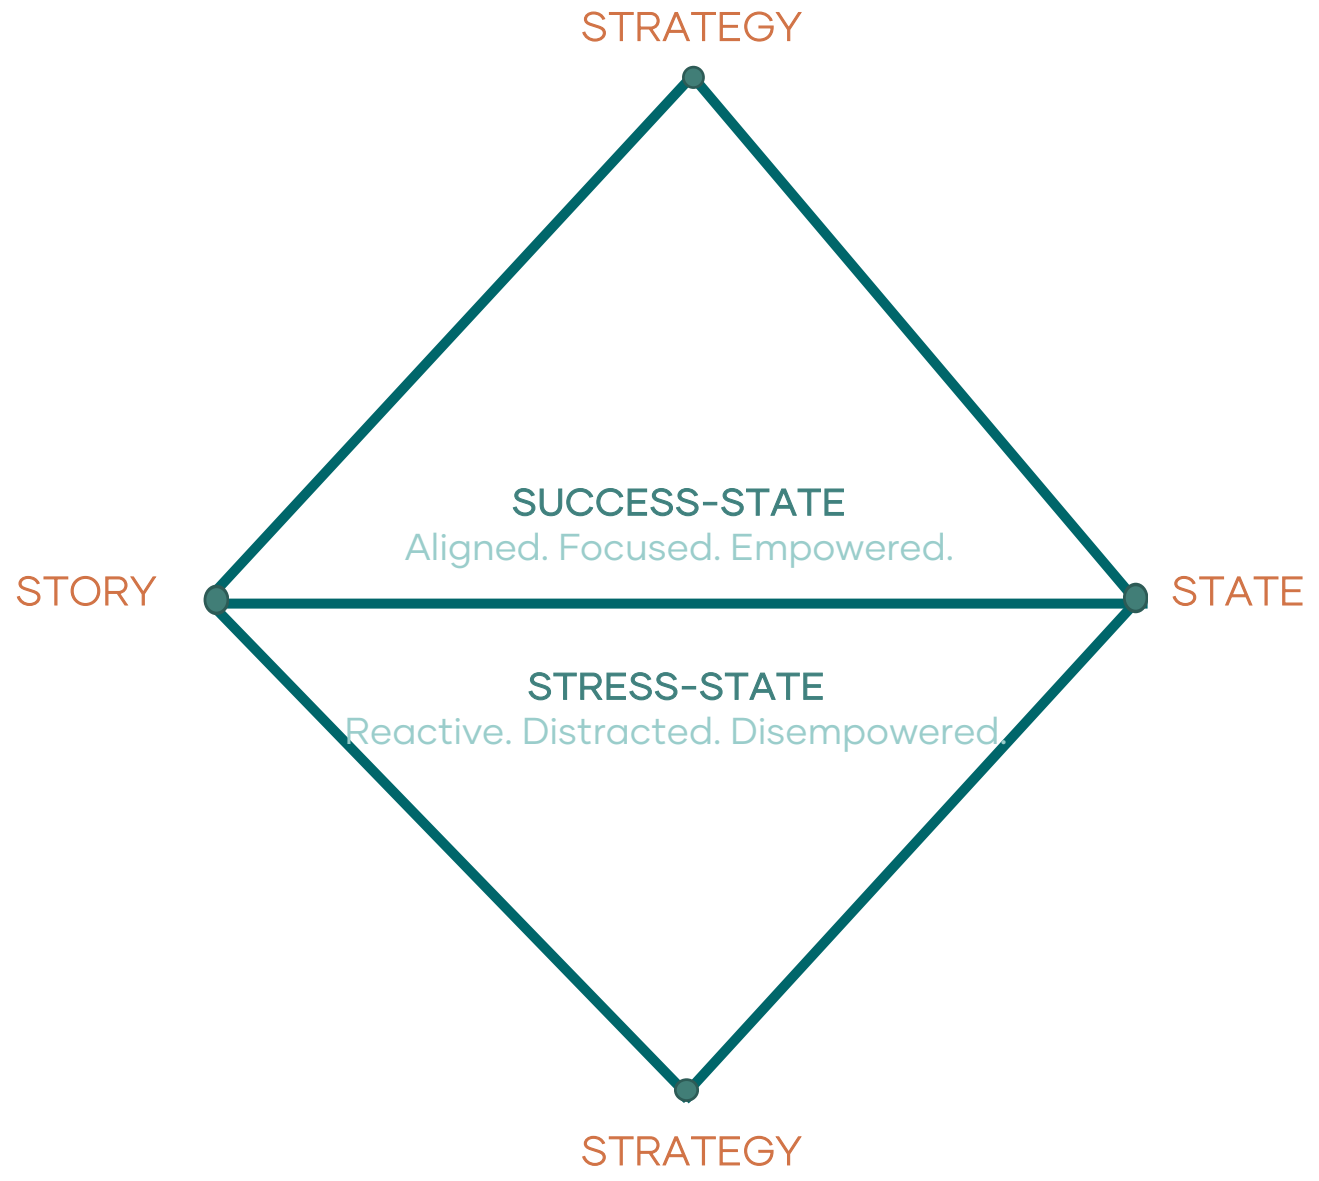 STRATEGY
SUCCESS-STATE
Aligned. Focused. Empowered.
STORY
STATE
STRESS-STATE
Reactive. Distracted. Disempowered.
STRATEGY